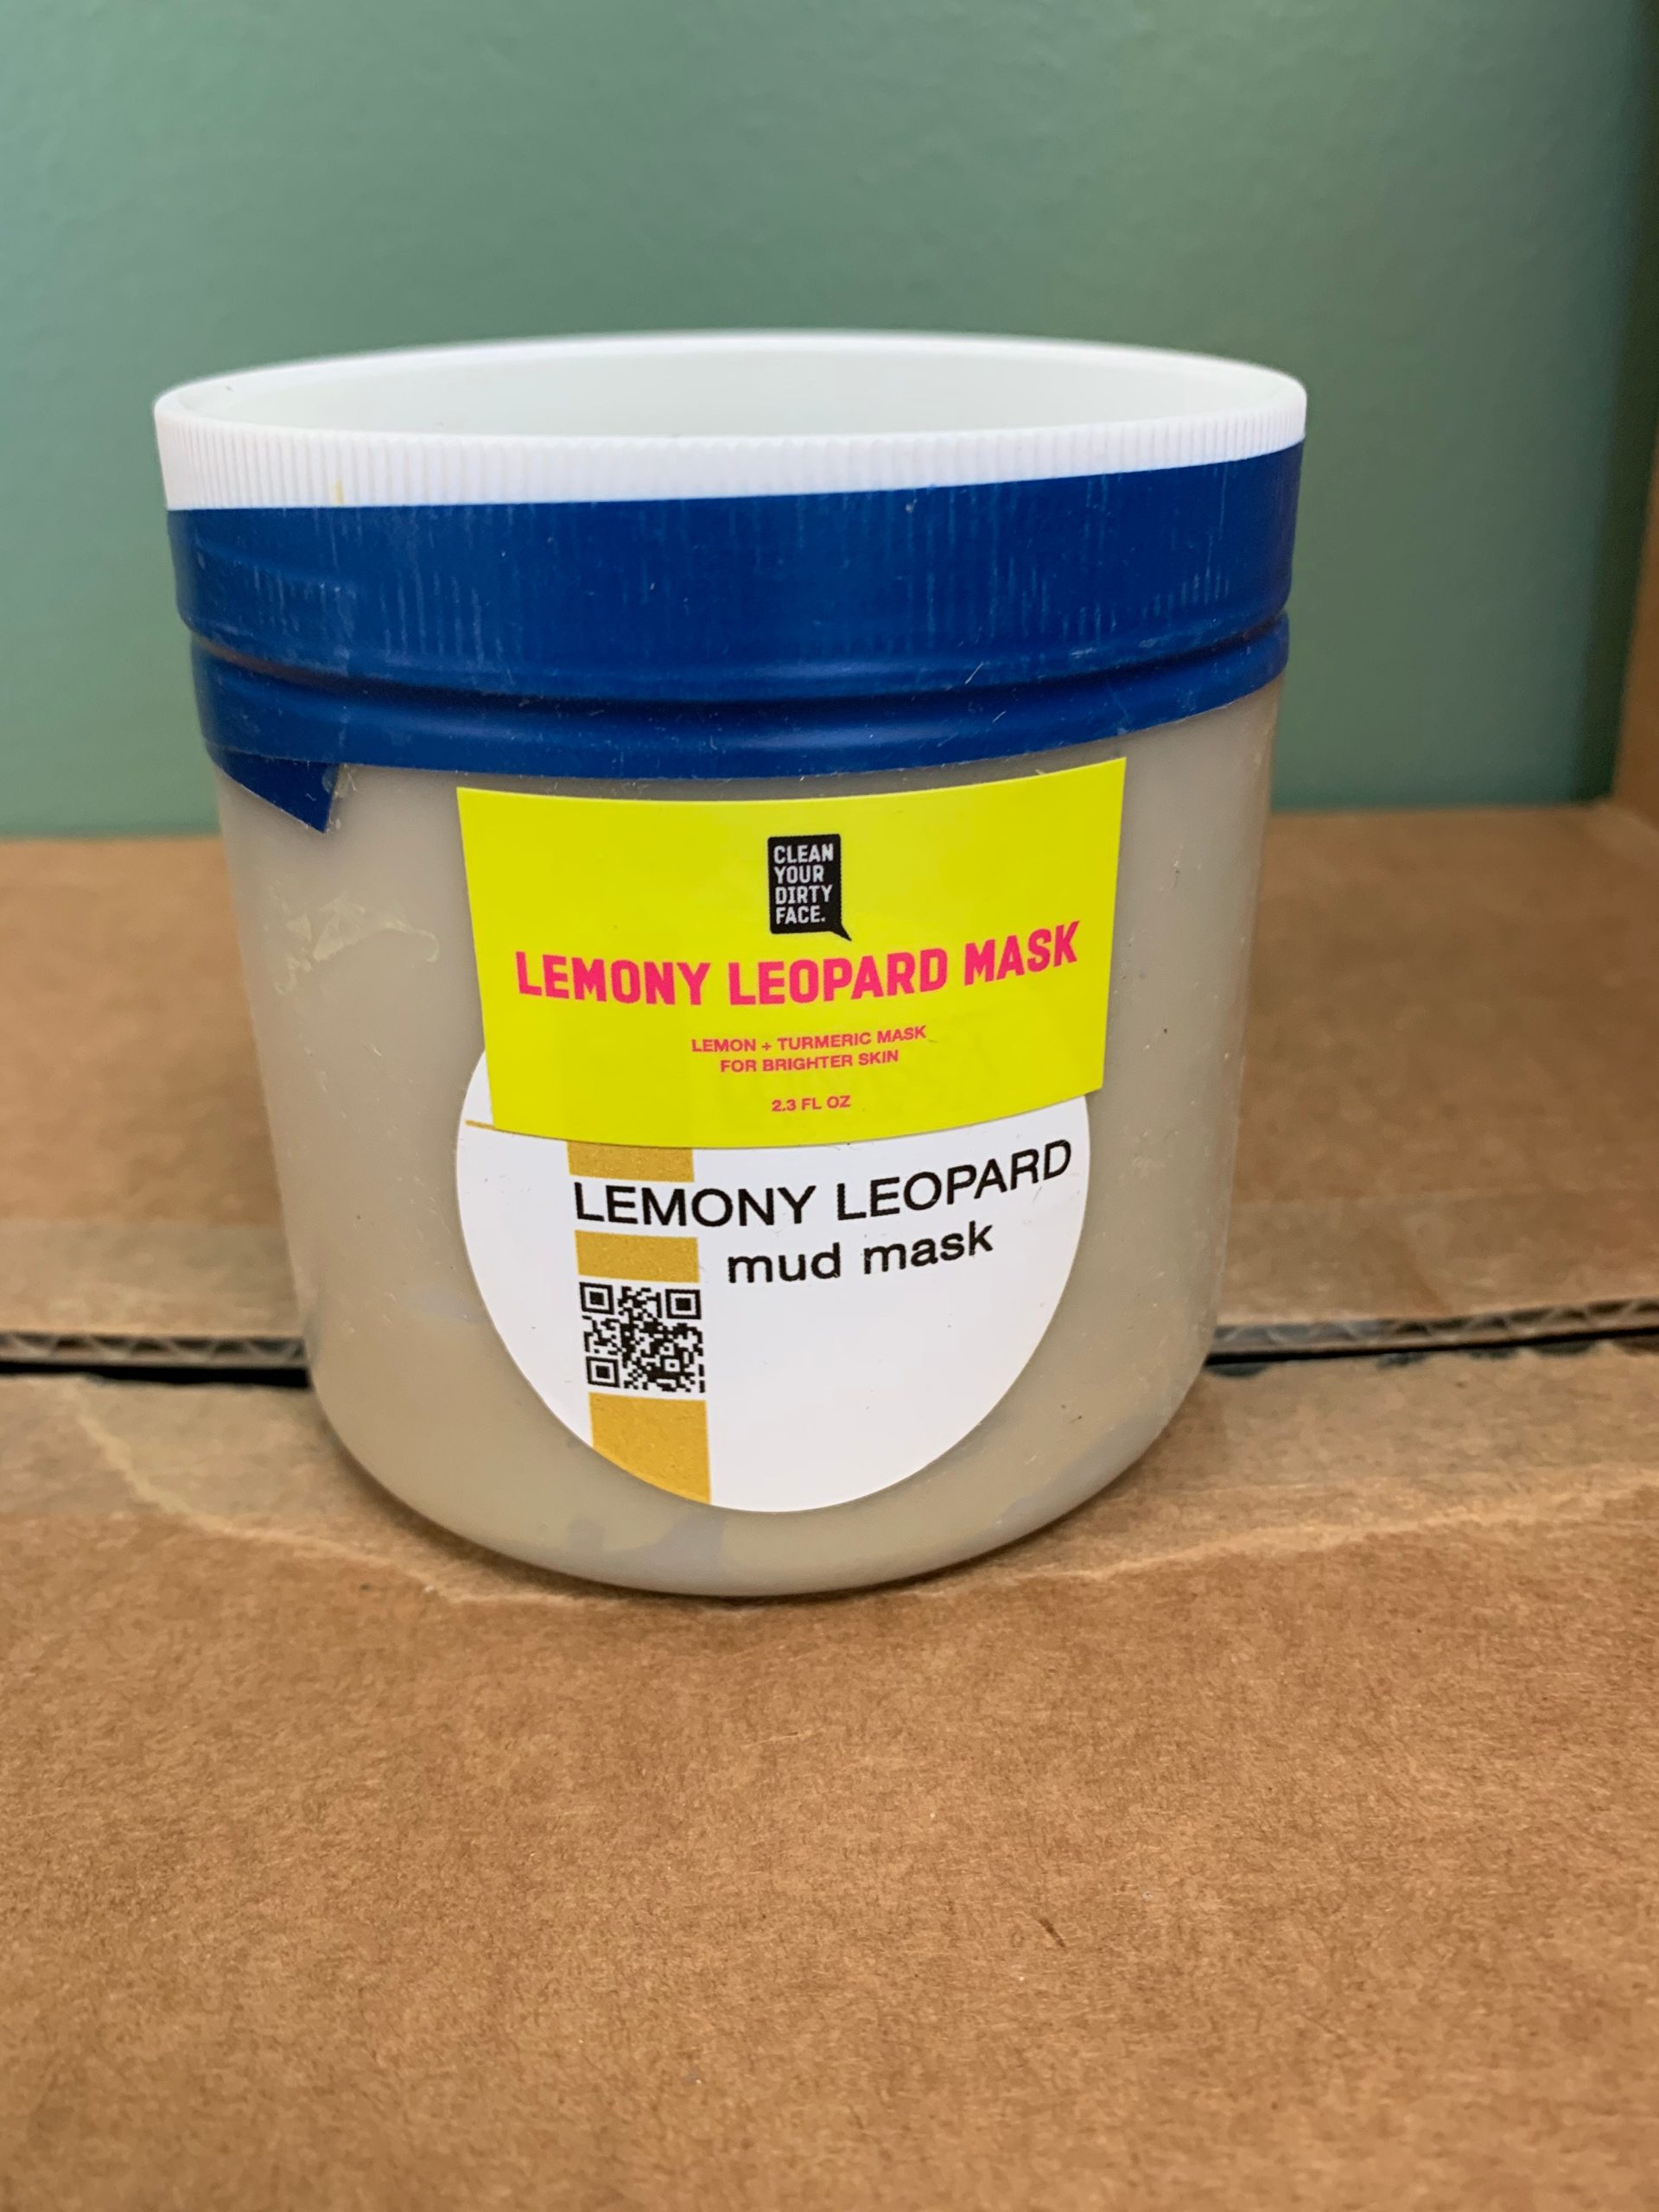 CLEAN
YOUR
DIRTY
FACE.
LEMONY LEOPARD MASK
LEMON + TURMERIC MASK
FOR BRIGHTER SKIN
2.3 FL OZ
LEMONY LEOPARD
mud mask